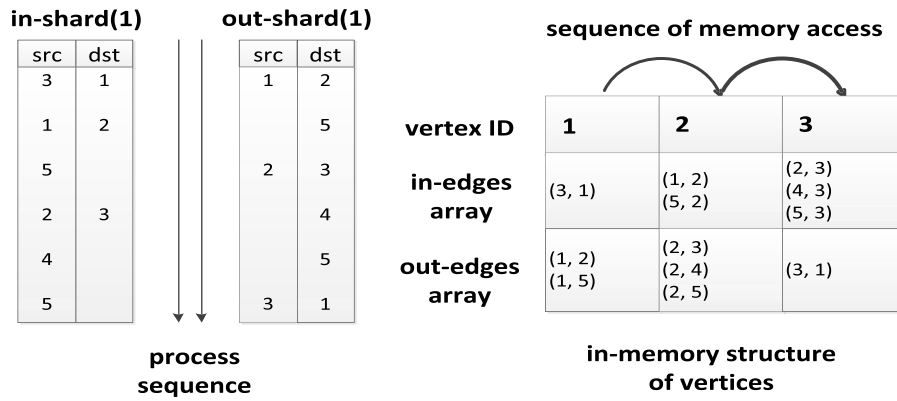 in-shard(1)
src dst
3 1
1 2
5
2 3
4
5
out-shard(1)
src dst
1 2
5
2 3
4
5
3 1
process
sequence
sequence of memory access
vertex ID 1 2 3
in-edges
array
(3, 1)
(1, 2)
(5, 2)
(2, 3)
(4, 3)
(5, 3)
out-edges
array
(1, 2)
(1, 5)
(2, 3)
(2, 4)
(2, 5)
(3, 1)
in-memory structure
of vertices